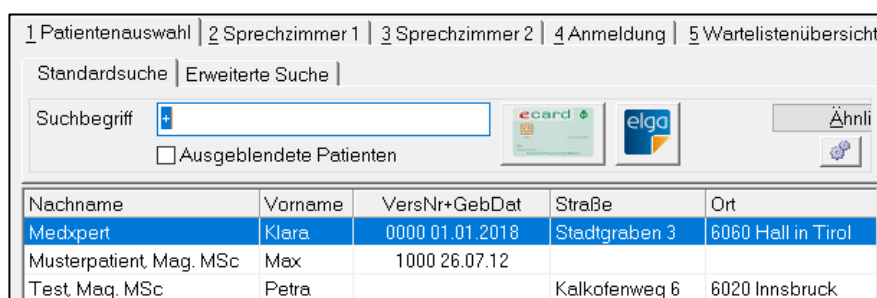 1 Patientenauswahl 2 Sprechzimmer 1 3 Sprechzimmer 2 4 Anmeldung 5 Wartelistenübersicht
Standardsuche Erweiterte Suche
Suchbegriff + ecard elga Ähnli
Ausgeblendete Patienten
Nachname Vorname VersNr+GebDat Straße Ort
Medxpert Klara 0000 01.01.2018 Stadtgraben 3 6060 Hall in Tirol
Musterpatient, Mag. MSc Max 1000 26.07.12
Test, Mag. MSc Petra Kalkofenweg 6 6020 Innsbruck